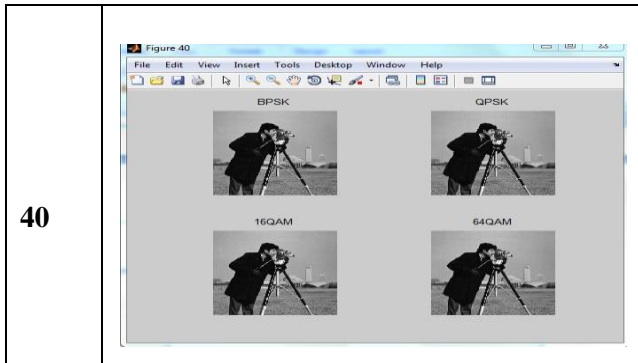 Figure 40
File Edit View Insert Tools Desktop Window Help
BPSK QPSK
40
16QAM 64QAM